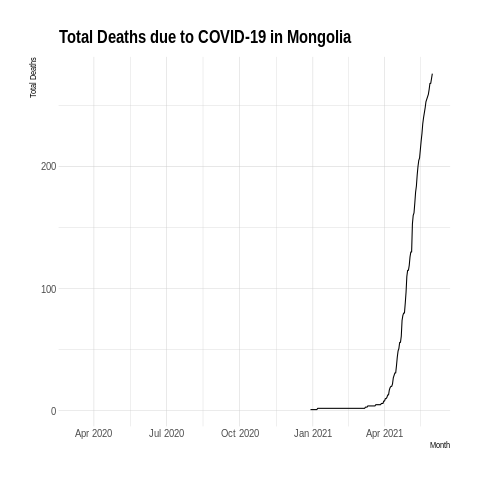 Total Deaths due to COVID-19 in Mongolia
Total Deaths
200
100
0
Apr 2020 Jul 2020 Oct 2020 Jan 2021 Apr 2021
Month